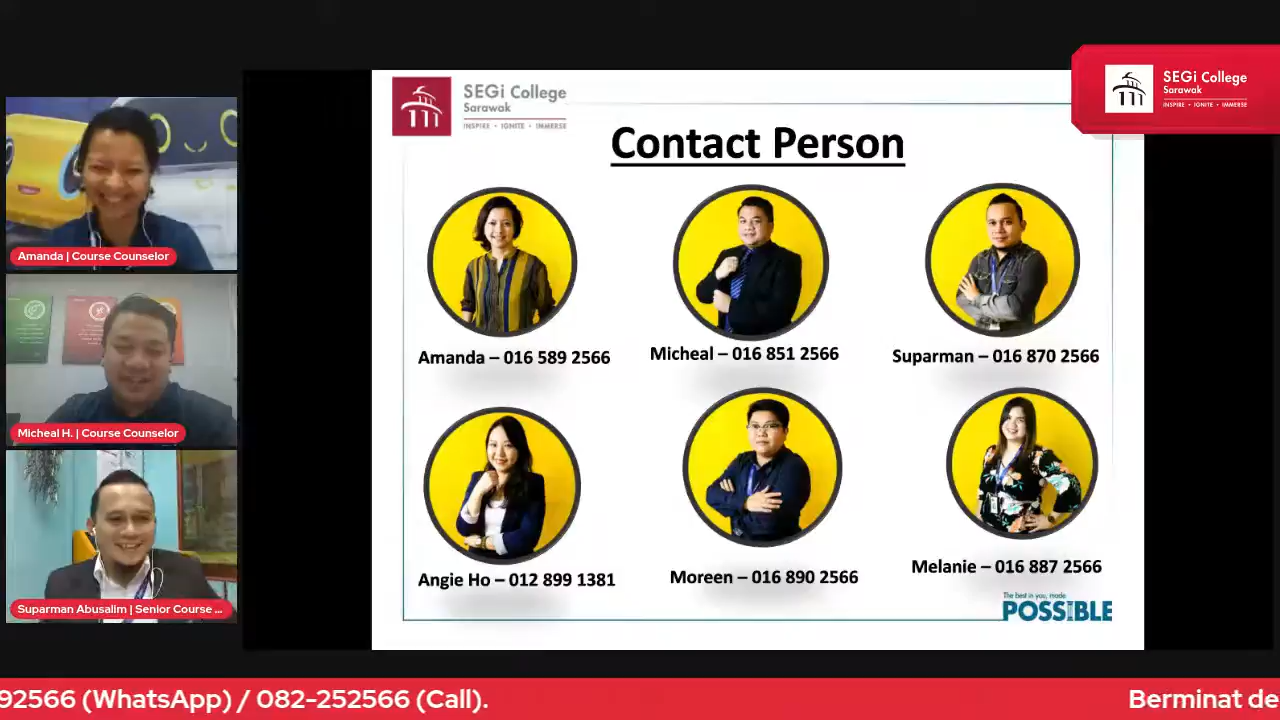 SEGi College
Sarawak
INSPIRE • IGNITE • IMMERSE
SEGi College
Sarawak
INSPIRE • IGNITE • IMMERSE
Contact Person
Amanda | Course Counselor
Micheal H. | Course Counselor
Suparman Abusalim | Senior Course ...
Amanda – 016 589 2566
Micheal – 016 851 2566
Suparman – 016 870 2566
Angie Ho – 012 899 1381
Moreen – 016 890 2566
Melanie – 016 887 2566
The best in you, made
POSSIBLE
92566 (WhatsApp) / 082-252566 (Call).
Berminat de